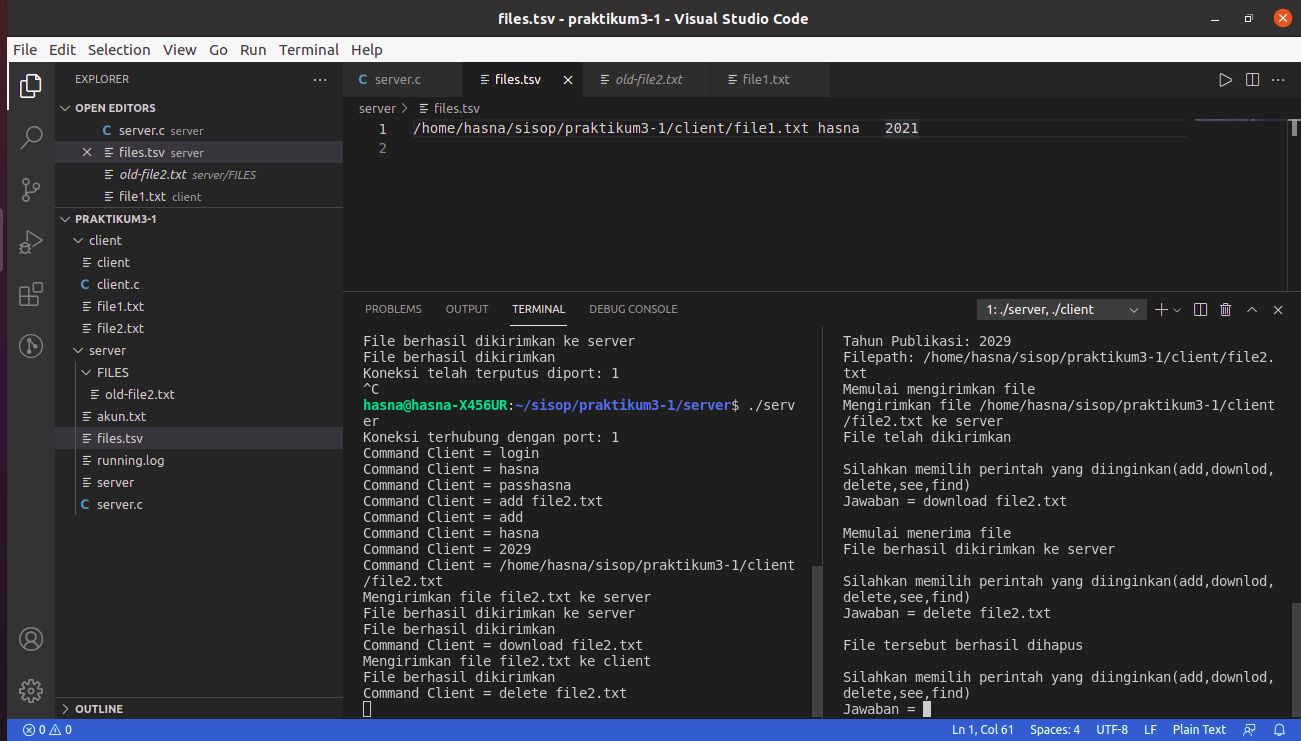 files.tsv - praktikum3-1 - Visual Studio Code
File Edit Selection View Go Run Terminal Help
EXPLORER
OPEN EDITORS
server.c server
files.tsv server
old-file2.txt server/FILES
file1.txt client
PRAKTIKUM3-1
client
client
client.c
file1.txt
file2.txt
server
FILES
old-file2.txt
akun.txt
files.tsv
running.log
server
server.c
OUTLINE
server.c files.tsv old-file2.txt file1.txt
server > files.tsv
1 /home/hasna/sisop/praktikum3-1/client/file1.txt hasna 2021
2
PROBLEMS OUTPUT TERMINAL DEBUG CONSOLE
1: ./server, ./client
File berhasil dikirimkan ke server
File berhasil dikirimkan
Koneksi telah terputus diport: 1
^C
hasna@hasna-X456UR:~/sisop/praktikum3-1/server$ ./serv
er
Koneksi terhubung dengan port: 1
Command Client = login
Command Client = hasna
Command Client = passhasna
Command Client = add file2.txt
Command Client = add
Command Client = hasna
Command Client = 2029
Command Client = /home/hasna/sisop/praktikum3-1/client
/file2.txt
Mengirimkan file file2.txt ke server
File berhasil dikirimkan ke server
File berhasil dikirimkan
Command Client = download file2.txt
Mengirimkan file file2.txt ke client
File berhasil dikirimkan
Command Client = delete file2.txt
Tahun Publikasi: 2029
Filepath: /home/hasna/sisop/praktikum3-1/client/file2.
txt
Memulai mengirimkan file
Mengirimkan file /home/hasna/sisop/praktikum3-1/client
/file2.txt ke server
File telah dikirimkan
Silahkan memilih perintah yang diinginkan(add,downlod,
delete,see,find)
Jawaban = download file2.txt
Memulai menerima file
File berhasil dikirimkan ke server
Silahkan memilih perintah yang diinginkan(add,downlod,
delete,see,find)
Jawaban = delete file2.txt
File tersebut berhasil dihapus
Silahkan memilih perintah yang diinginkan(add,downlod,
delete,see,find)
Jawaban =
0 0 Ln 1, Col 61 Spaces: 4 UTF-8 LF Plain Text